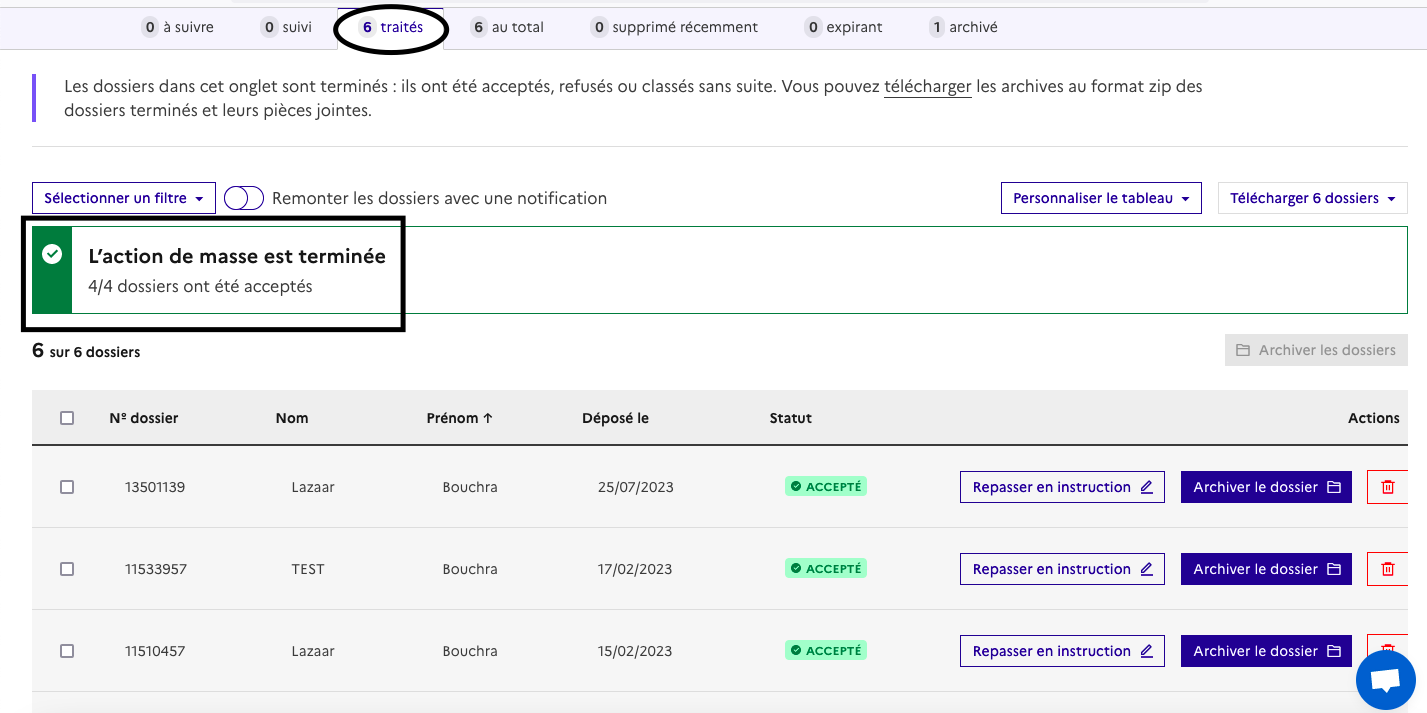 0 à suivre 0 suivi 6 traités 6 au total 0 supprimé récemment 0 expirant 1 archivé
Les dossiers dans cet onglet sont terminés : ils ont été acceptés, refusés ou classés sans suite. Vous pouvez télécharger les archives au format zip des
dossiers terminés et leurs pièces jointes.
Sélectionner un filtre Remonter les dossiers avec une notification Personnaliser le tableau Télécharger 6 dossiers
L’action de masse est terminée
4/4 dossiers ont été acceptés
6 sur 6 dossiers Archiver les dossiers
Nº dossier Nom Prénom ↑ Déposé le Statut Actions
13501139 Lazaar Bouchra 25/07/2023 ACCEPTÉ Repasser en instruction Archiver le dossier
11533957 TEST Bouchra 17/02/2023 ACCEPTÉ Repasser en instruction Archiver le dossier
11510457 Lazaar Bouchra 15/02/2023 ACCEPTÉ Repasser en instruction Archiver le dossier